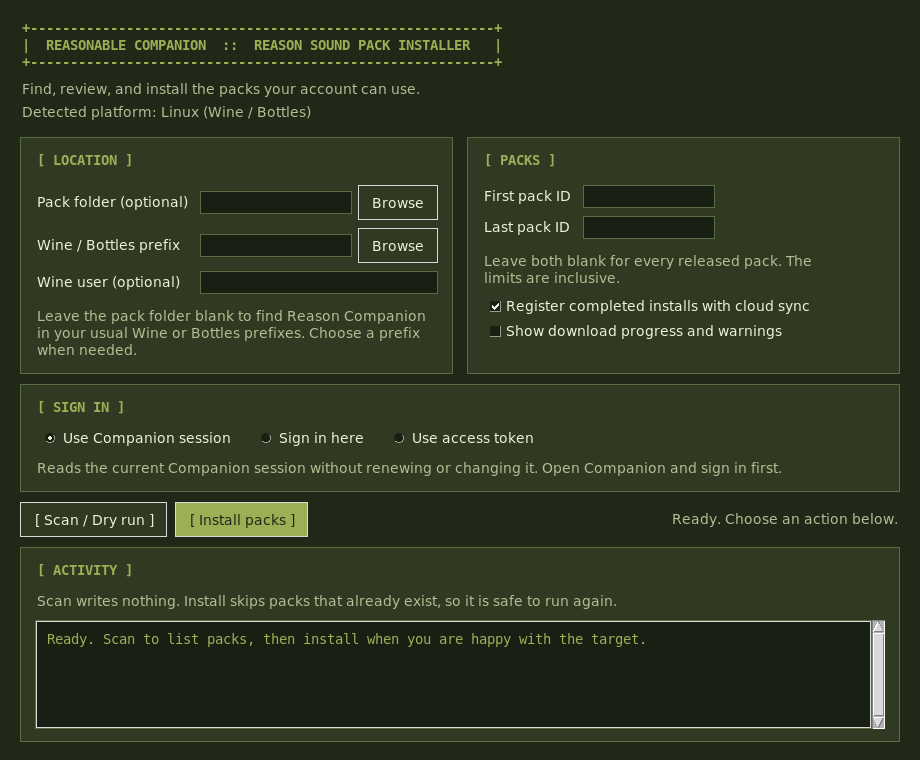 +----------------------------------------------------------+
|  REASONABLE COMPANION  ::  REASON SOUND PACK INSTALLER   |
+----------------------------------------------------------+
Find, review, and install the packs your account can use.
Detected platform: Linux (Wine / Bottles)
[ LOCATION ]
Pack folder (optional)
Browse
Wine / Bottles prefix
Browse
Wine user (optional)
Leave the pack folder blank to find Reason Companion
in your usual Wine or Bottles prefixes. Choose a prefix
when needed.
[ PACKS ]
First pack ID
Last pack ID
Leave both blank for every released pack. The
limits are inclusive.
Register completed installs with cloud sync
Show download progress and warnings
[ SIGN IN ]
Use Companion session
Sign in here
Use access token
Reads the current Companion session without renewing or changing it. Open Companion and sign in first.
[ Scan / Dry run ]
[ Install packs ]
Ready. Choose an action below.
[ ACTIVITY ]
Scan writes nothing. Install skips packs that already exist, so it is safe to run again.
Ready. Scan to list packs, then install when you are happy with the target.